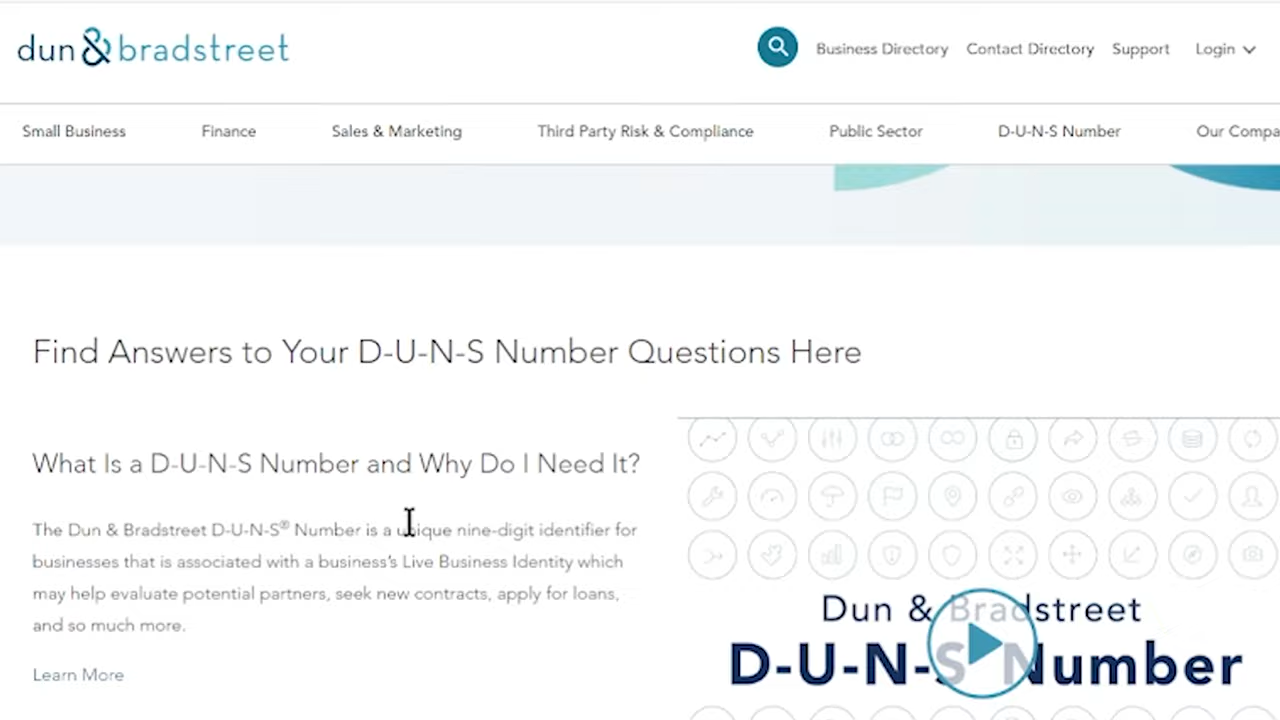 dun & bradstreet
Business Directory
Contact Directory
Support
Login
Small Business
Finance
Sales & Marketing
Third Party Risk & Compliance
Public Sector
D-U-N-S Number
Our Compa
Find Answers to Your D-U-N-S Number Questions Here
What Is a D-U-N-S Number and Why Do I Need It?
The Dun & Bradstreet D-U-N-S® Number is a unique nine-digit identifier for
businesses that is associated with a business's Live Business Identity which
may help evaluate potential partners, seek new contracts, apply for loans,
and so much more.
Learn More
Dun & Bradstreet
D-U-N-S Number